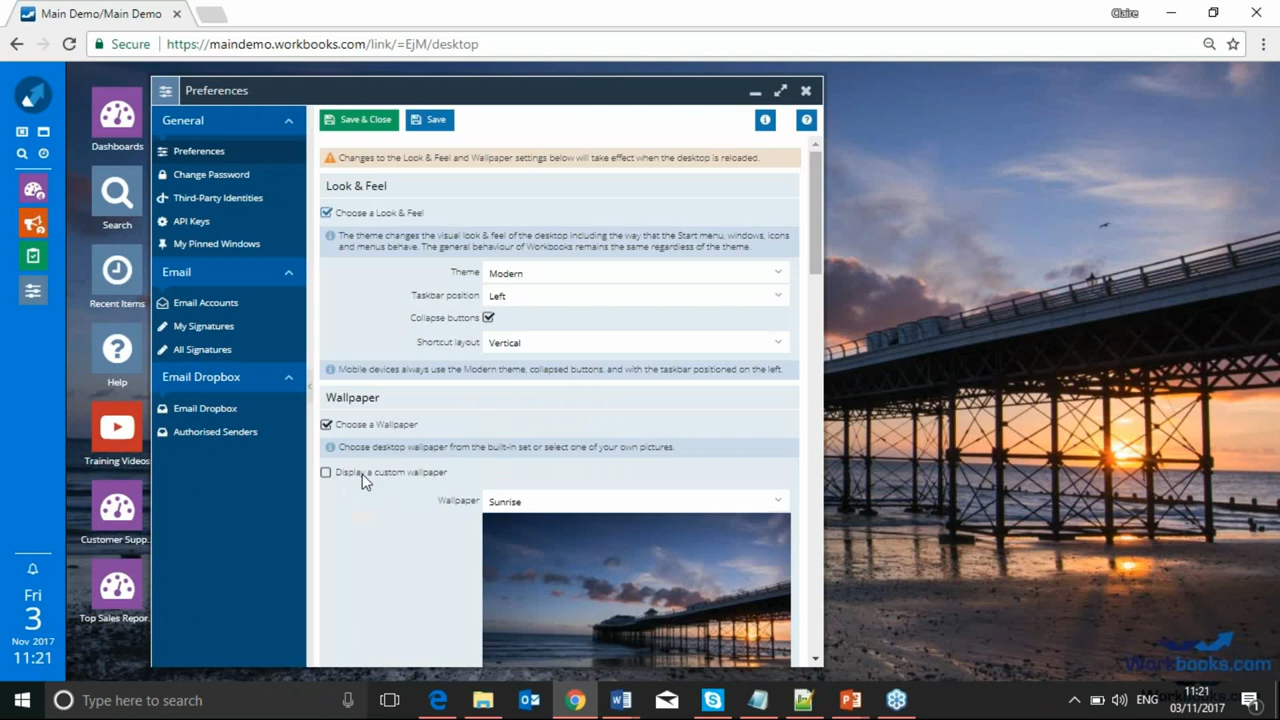 Main Demo/Main Demo
Claire
Secure
https://maindemo.workbooks.com/link/=EjM/desktop
Preferences
General
Preferences
Change Password
Third-Party Identities
API Keys
My Pinned Windows
Email
Email Accounts
My Signatures
All Signatures
Email Dropbox
Email Dropbox
Authorised Senders
Save & Close
Save
Changes to the Look & Feel and Wallpaper settings below will take effect when the desktop is reloaded.
Look & Feel
Choose a Look & Feel
The theme changes the visual look & feel of the desktop including the way that the Start menu, windows, icons
and menus behave. The general behaviour of Workbooks remains the same regardless of the theme.
Theme Modern
Taskbar position Left
Collapse buttons
Shortcut layout Vertical
Mobile devices always use the Modern theme, collapsed buttons, and with the taskbar positioned on the left.
Wallpaper
Choose a Wallpaper
Choose desktop wallpaper from the built-in set or select one of your own pictures.
Display a custom wallpaper
Wallpaper Sunrise
Dashboards
Search
Recent Items
Help
Training Videos
Customer Supp...
Top Sales Repor...
Fri
3
Nov 2017
11:21
Workbooks.com
Workbooks.com
Type here to search
ENG
11:21
03/11/2017